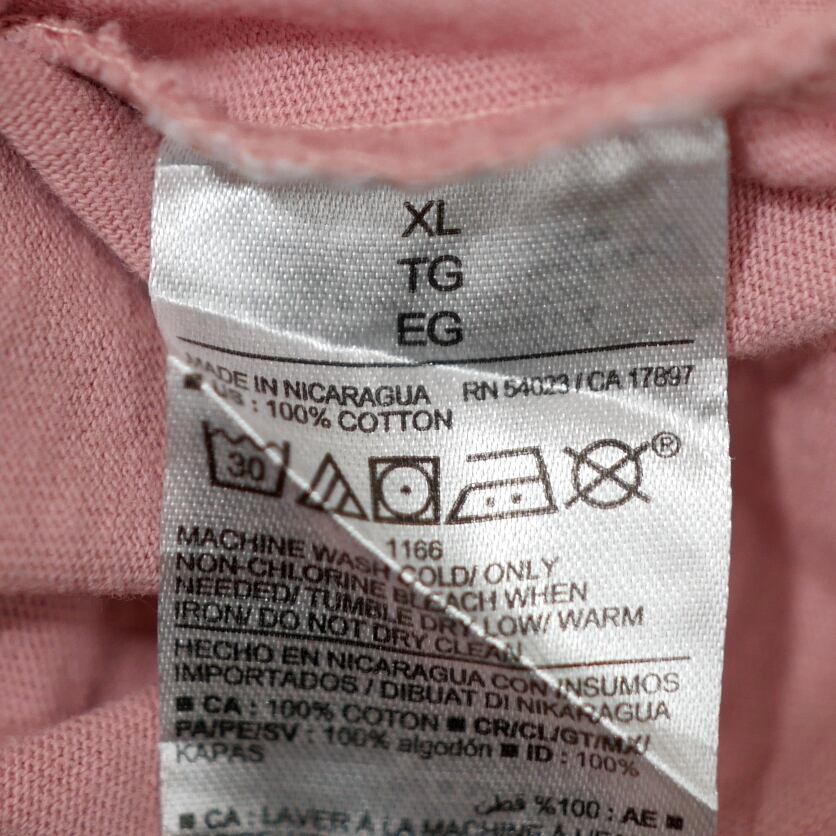 XL
TG
EG
MADE IN NICARAGUA RN 54023 / CA 17897
■ US : 100% COTTON
30 ®
1166
MACHINE WASH COLD/ ONLY
NON-CHLORINE BLEACH WHEN
NEEDED/ TUMBLE DRY LOW/ WARM
IRON/ DO NOT DRY CLEAN
HECHO EN NICARAGUA CON INSUMOS
IMPORTADOS / DIBUAT DI NIKARAGUA
■ CA : 100% COTON ■ CR/CL/GT/MX/
PA/PE/SV : 100% algodón ■ ID : 100%
KAPAS
■ AE : 100% قطن
■ CA : LAVER À LA MACHINE À